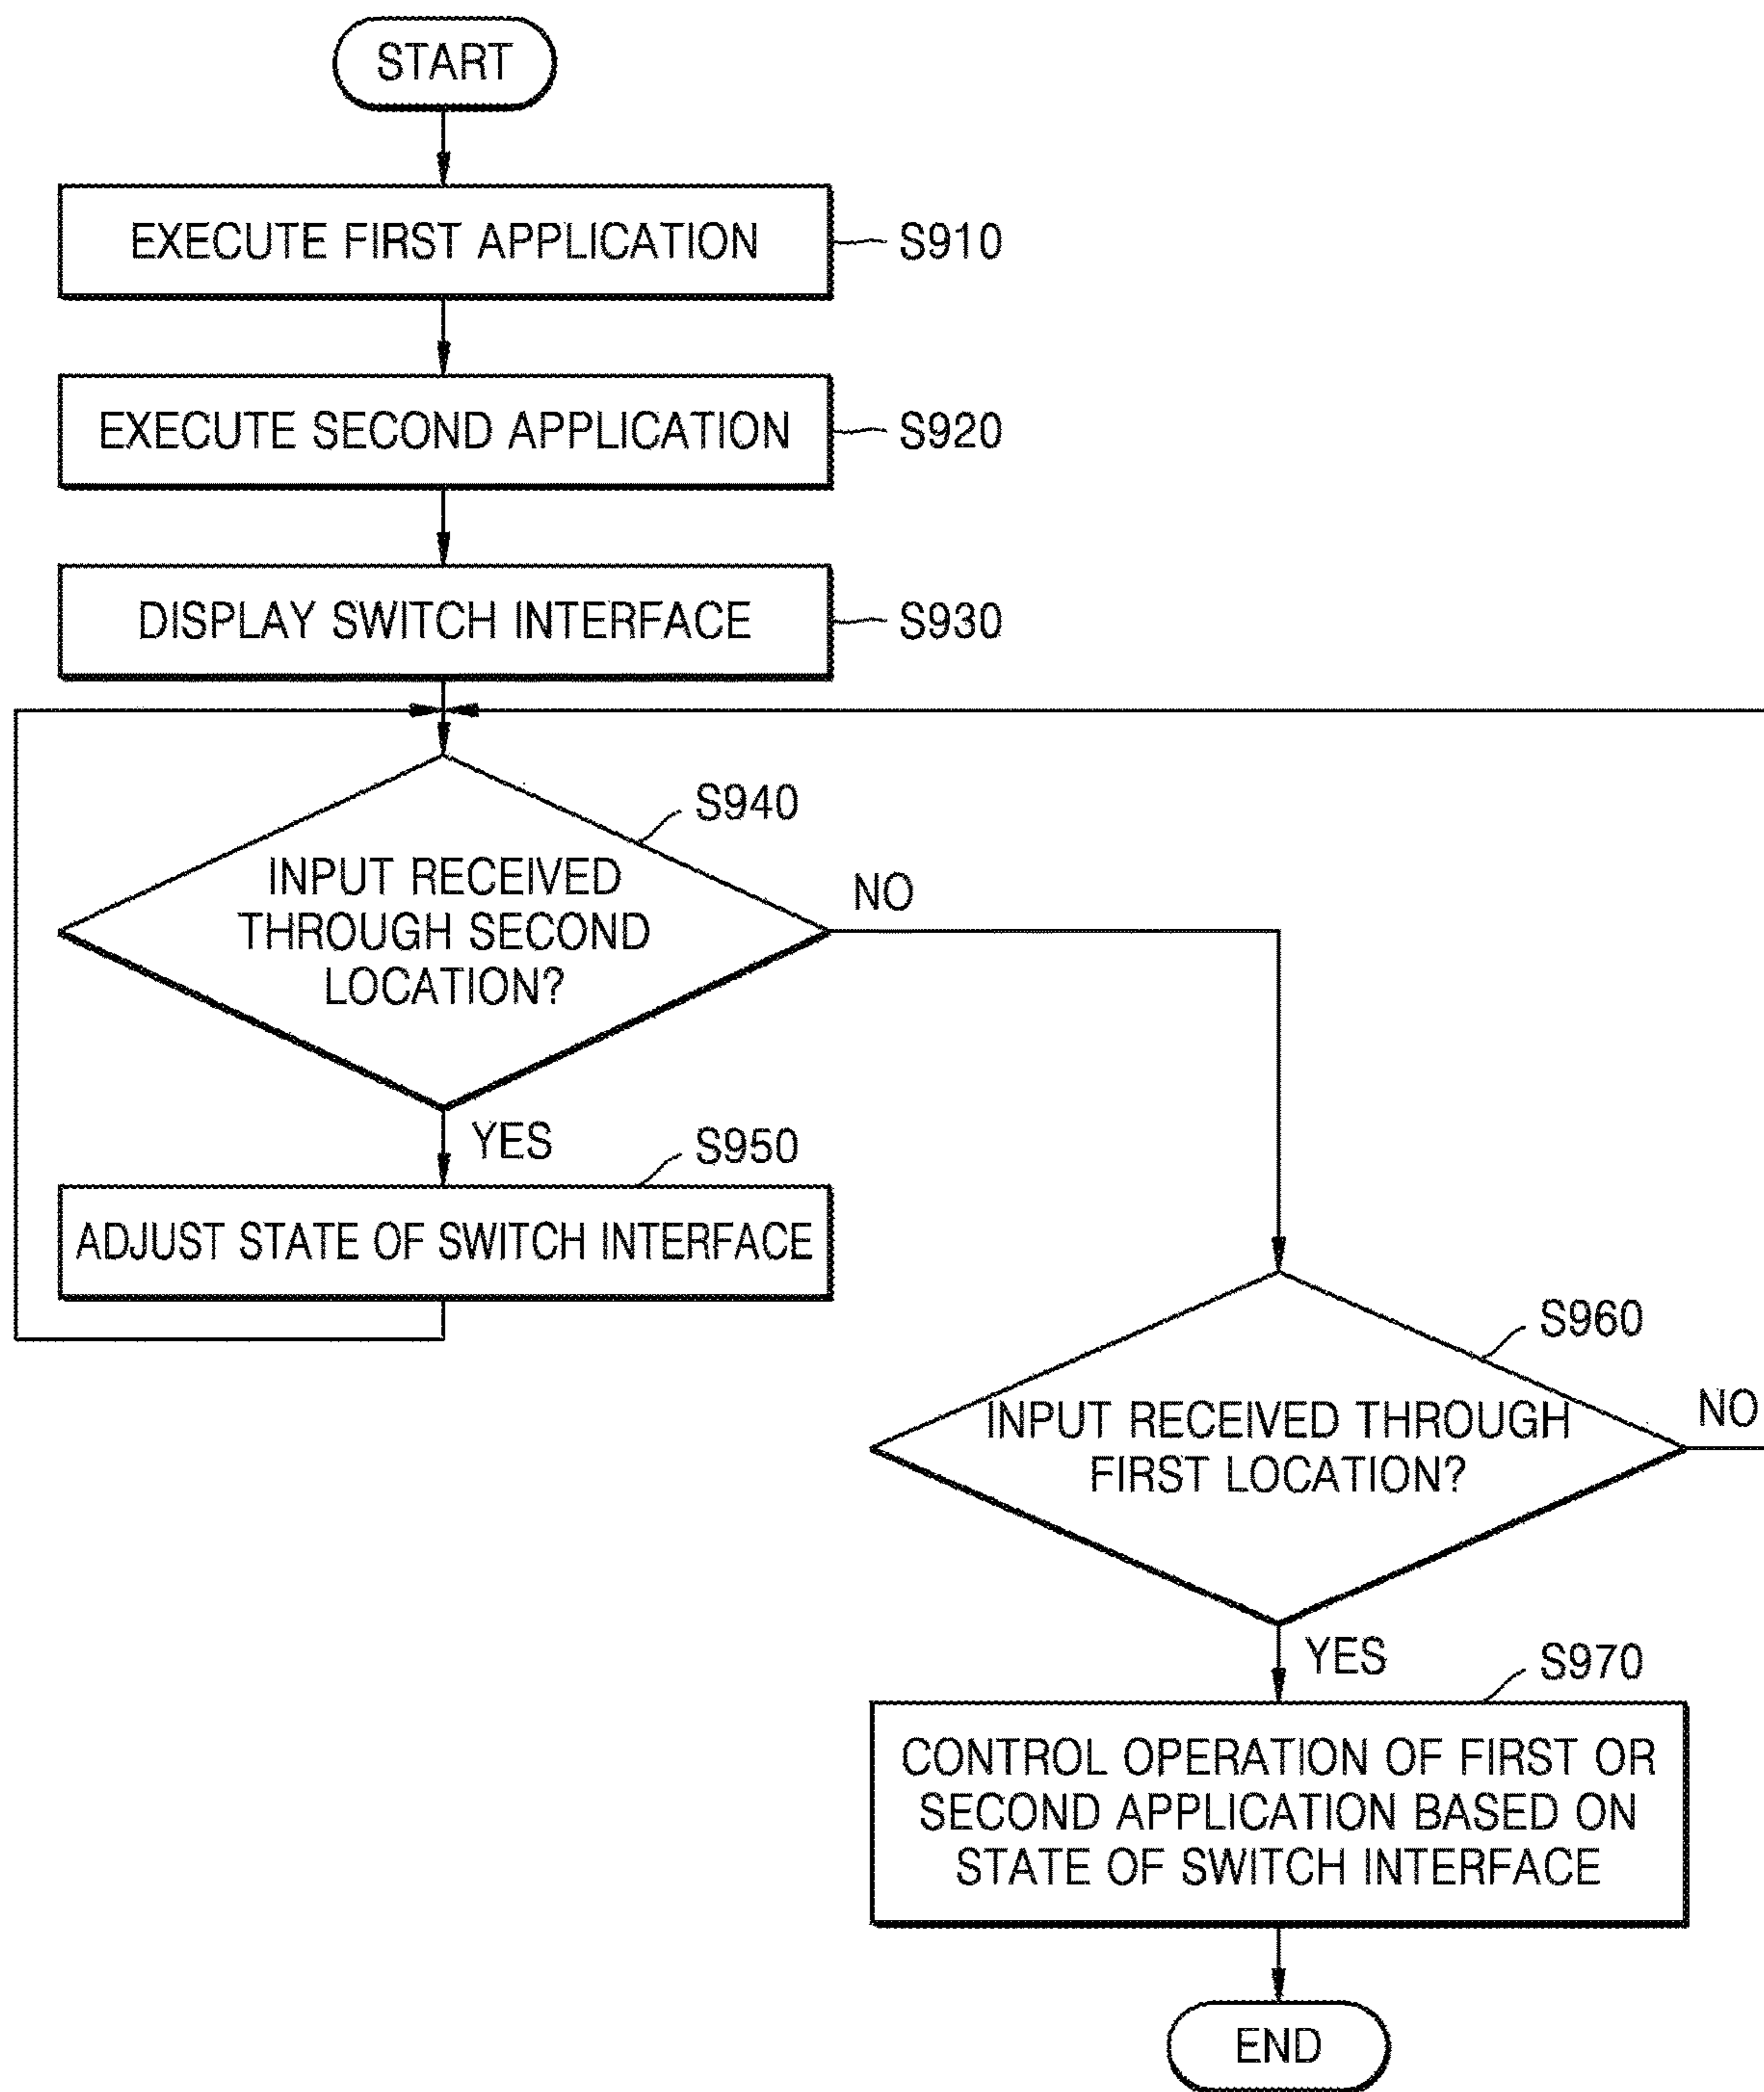 START
EXECUTE FIRST APPLICATION
S910
EXECUTE SECOND APPLICATION
S920
DISPLAY SWITCH INTERFACE
S930
S940
INPUT RECEIVED
THROUGH SECOND
LOCATION?
NO
YES
S950
ADJUST STATE OF SWITCH INTERFACE
S960
INPUT RECEIVED THROUGH
FIRST LOCATION?
NO
YES
S970
CONTROL OPERATION OF FIRST OR
SECOND APPLICATION BASED ON
STATE OF SWITCH INTERFACE
END